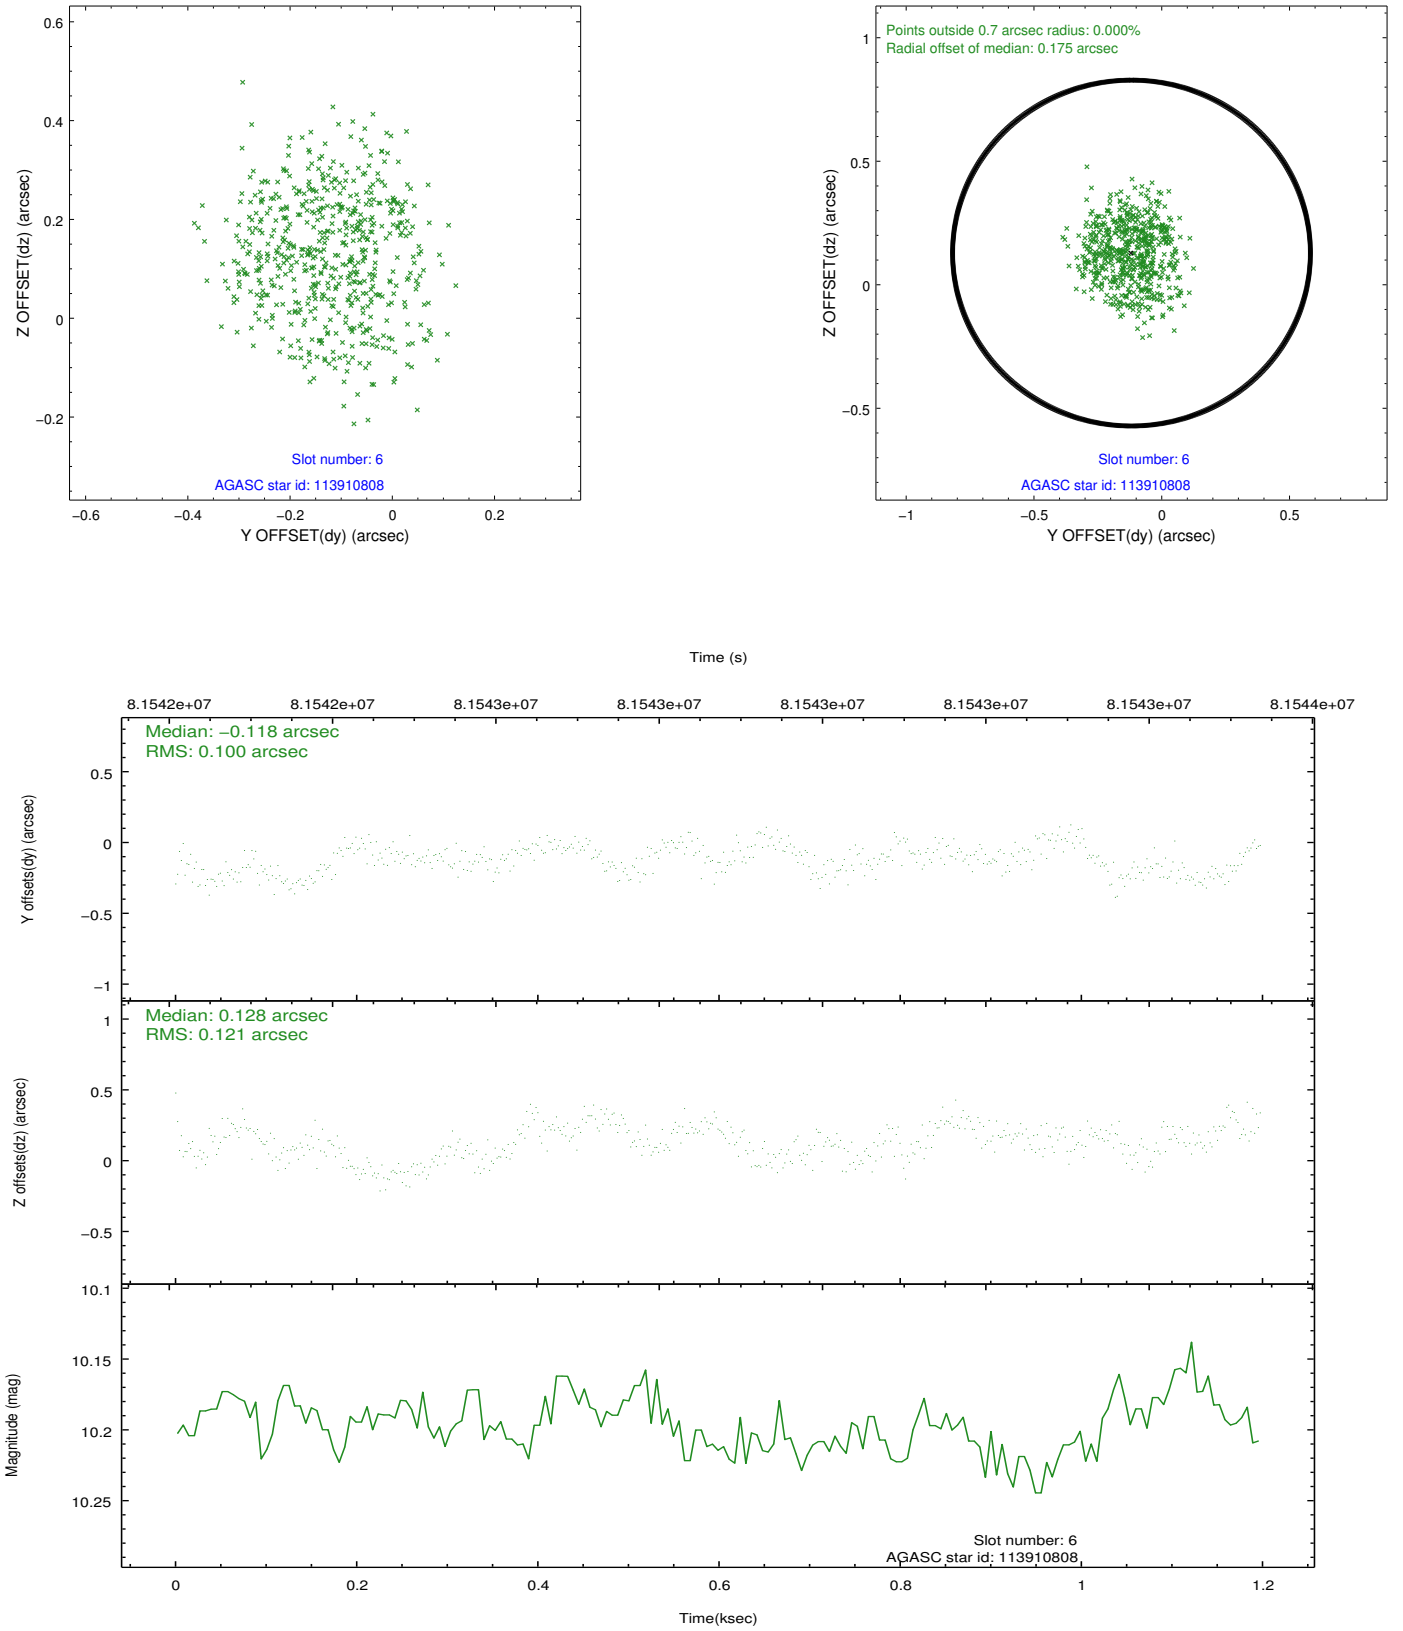 0.6
0.4
0.2
0
−0.2
Z OFFSET(dz) (arcsec)
Slot number: 6
AGASC star id: 113910808
−0.6 −0.4 −0.2 0 0.2
Y OFFSET(dy) (arcsec)
Points outside 0.7 arcsec radius: 0.000%
Radial offset of median: 0.175 arcsec
1
0.5
0
−0.5
Z OFFSET(dz) (arcsec)
Slot number: 6
AGASC star id: 113910808
−1 −0.5 0 0.5
Y OFFSET(dy) (arcsec)
Time (s)
8.1542e+07 8.1542e+07 8.1543e+07 8.1543e+07 8.1543e+07 8.1543e+07 8.1543e+07 8.1544e+07
Median: −0.118 arcsec
RMS: 0.100 arcsec
0.5
0
−0.5
−1
Y offsets(dy) (arcsec)
Median: 0.128 arcsec
RMS: 0.121 arcsec
1
0.5
0
−0.5
Z offsets(dz) (arcsec)
10.1
10.15
10.2
10.25
Magnitude (mag)
Slot number: 6
AGASC star id: 113910808
0 0.2 0.4 0.6 0.8 1 1.2
Time(ksec)